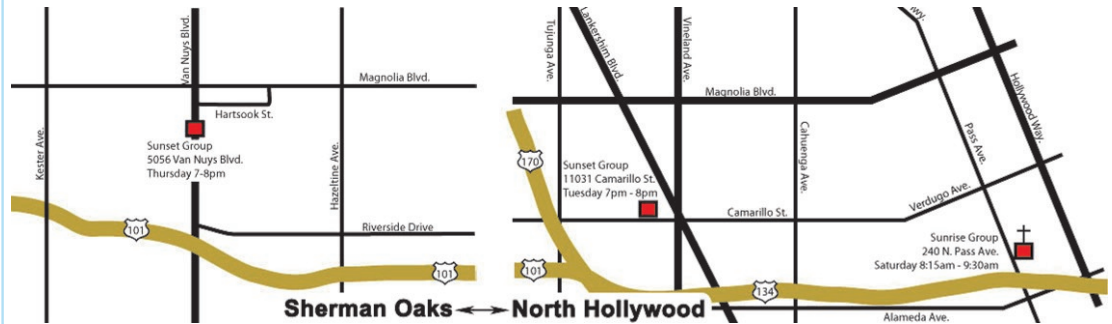 Van Nuys Blvd.
Magnolia Blvd.
Hartsook St.
Kester Ave.
Sunset Group
5056 Van Nuys Blvd.
Thursday 7-8pm
Hazeltine Ave.
Riverside Drive
101
101
Tujunga Ave.
Lankershim Blvd.
Vineland Ave.
wy.
Magnolia Blvd.
Hollywood Way.
Cahuenga Ave.
Pass Ave.
170
Sunset Group
11031 Camarillo St.
Tuesday 7pm - 8pm
Camarillo St.
Verdugo Ave.
Sunrise Group
240 N. Pass Ave.
Saturday 8:15am - 9:30am
101
134
Alameda Ave.
Sherman Oaks ↔ North Hollywood